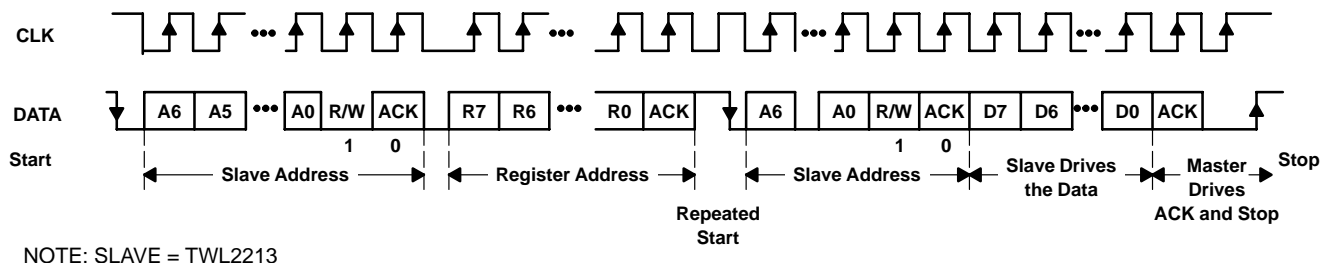 CLK
DATA
A6 A5 ••• A0 R/W ACK R7 R6 ••• R0 ACK A6 A0 R/W ACK D7 D6 ••• D0 ACK
1 0 1 0
Start
Slave Address
Register Address
Slave Address
Slave Drives
the Data
Master
Drives
ACK and Stop
Stop
Repeated
Start
NOTE: SLAVE = TWL2213